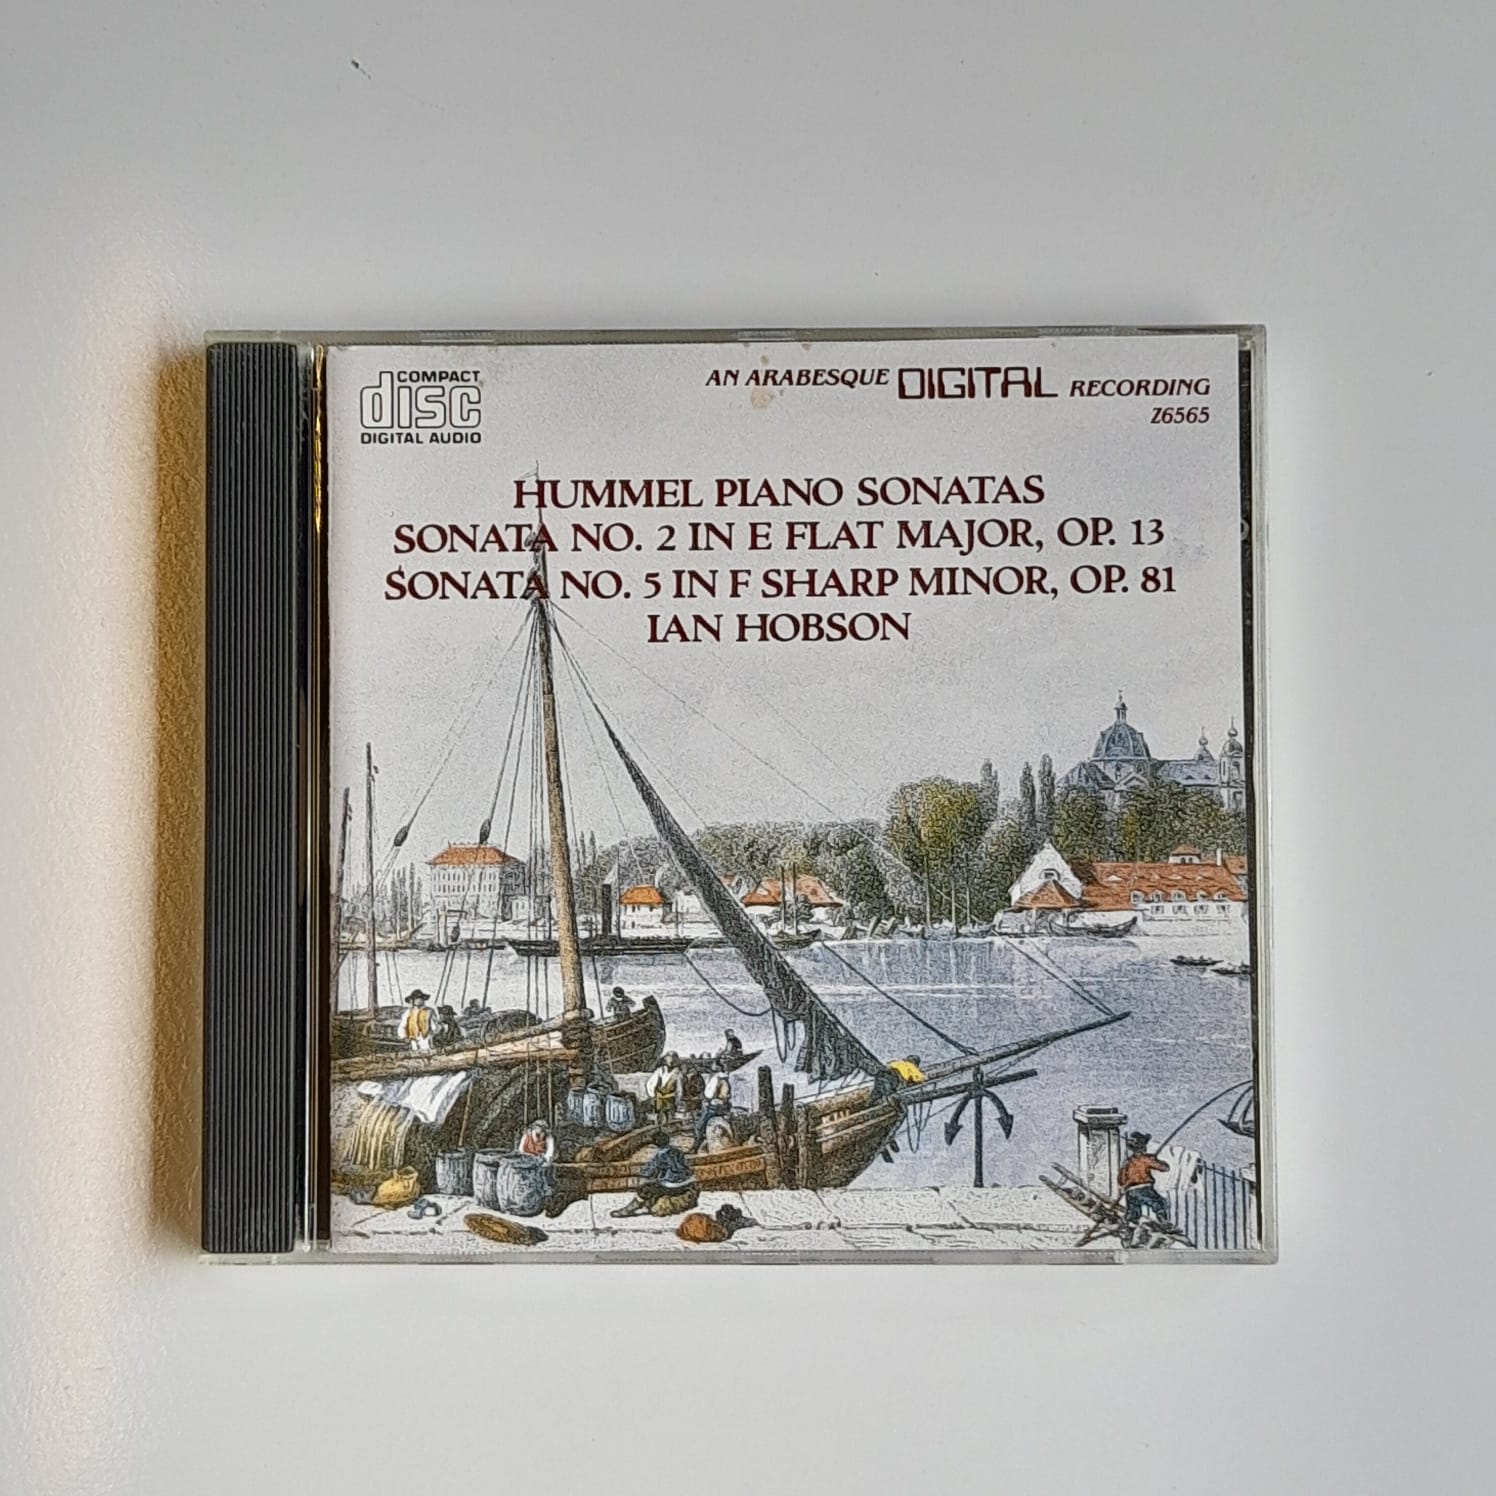 COMPACT
disc
DIGITAL AUDIO
AN ARABESQUE DIGITAL RECORDING
Z6565
HUMMEL PIANO SONATAS
SONATA NO. 2 IN E FLAT MAJOR, OP. 13
SONATA NO. 5 IN F SHARP MINOR, OP. 81
IAN HOBSON